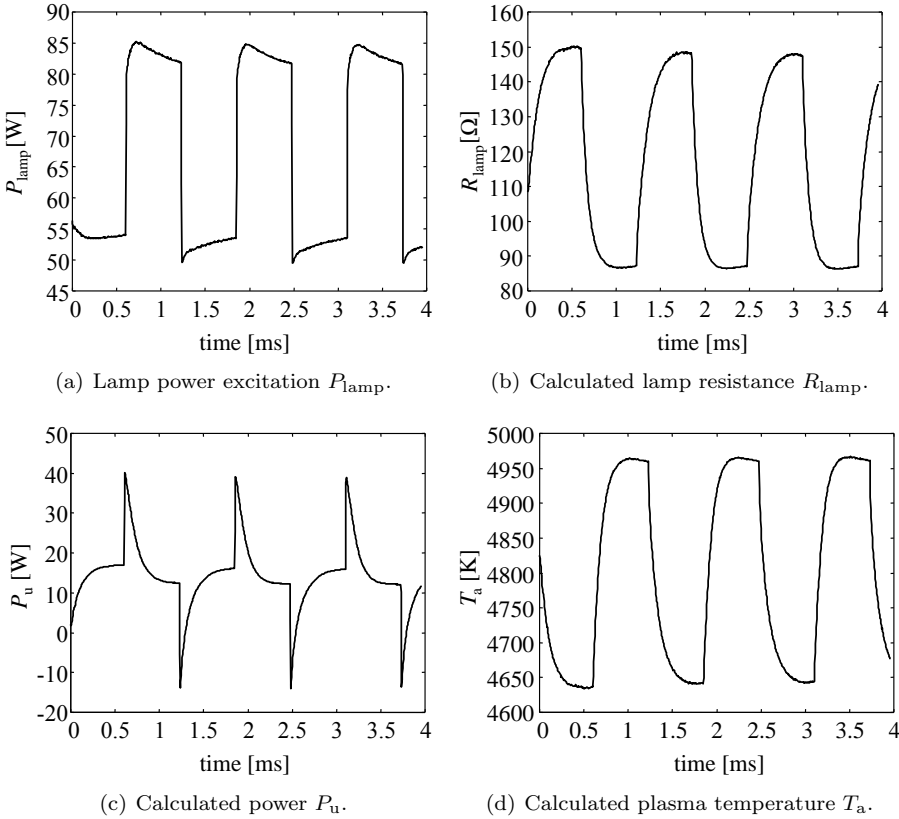 90
85
80
75
70
65
60
55
50
45
P_lamp [W]
0 0.5 1 1.5 2 2.5 3 3.5 4
time [ms]
(a) Lamp power excitation P_lamp.
160
150
140
130
120
110
100
90
80
R_lamp [Ω]
0 0.5 1 1.5 2 2.5 3 3.5 4
time [ms]
(b) Calculated lamp resistance R_lamp.
50
40
30
20
10
0
-10
-20
P_u [W]
0 0.5 1 1.5 2 2.5 3 3.5 4
time [ms]
(c) Calculated power P_u.
5000
4950
4900
4850
4800
4750
4700
4650
4600
T_a [K]
0 0.5 1 1.5 2 2.5 3 3.5 4
time [ms]
(d) Calculated plasma temperature T_a.